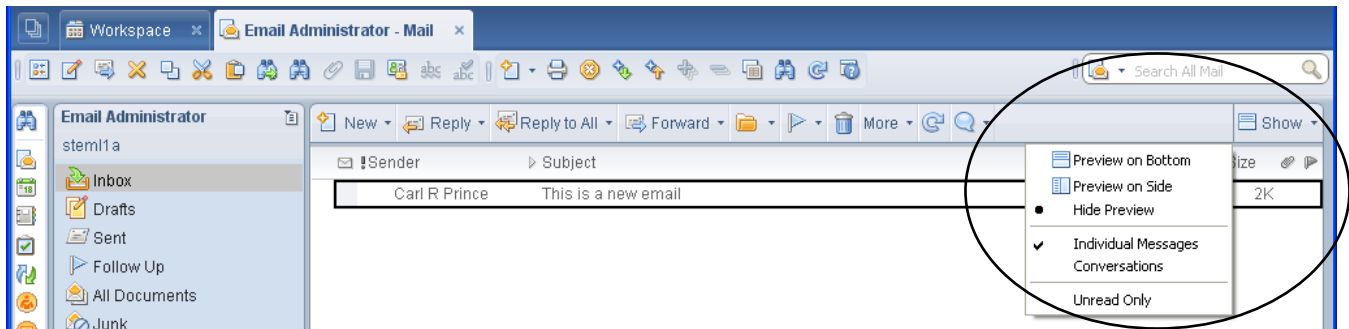 Workspace
Email Administrator - Mail
Search All Mail
Email Administrator
steml1a
Inbox
Drafts
Sent
Follow Up
All Documents
Junk
New
Reply
Reply to All
Forward
More
Show
!Sender
Subject
Size
Carl R Prince
This is a new email
2K
Preview on Bottom
Preview on Side
Hide Preview
Individual Messages
Conversations
Unread Only